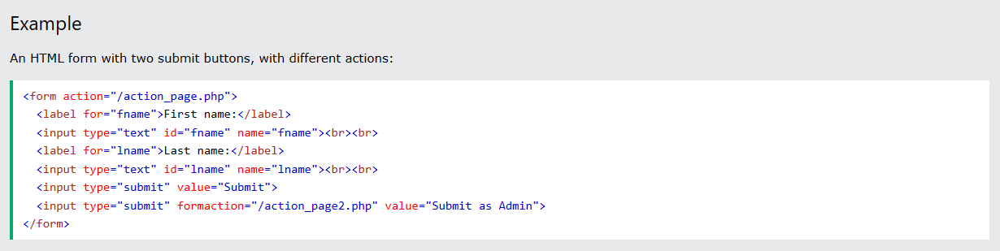 Example
An HTML form with two submit buttons, with different actions:
<form action="/action_page.php">
  <label for="fname">First name:</label>
  <input type="text" id="fname" name="fname"><br><br>
  <label for="lname">Last name:</label>
  <input type="text" id="lname" name="lname"><br><br>
  <input type="submit" value="Submit">
  <input type="submit" formaction="/action_page2.php" value="Submit as Admin">
</form>